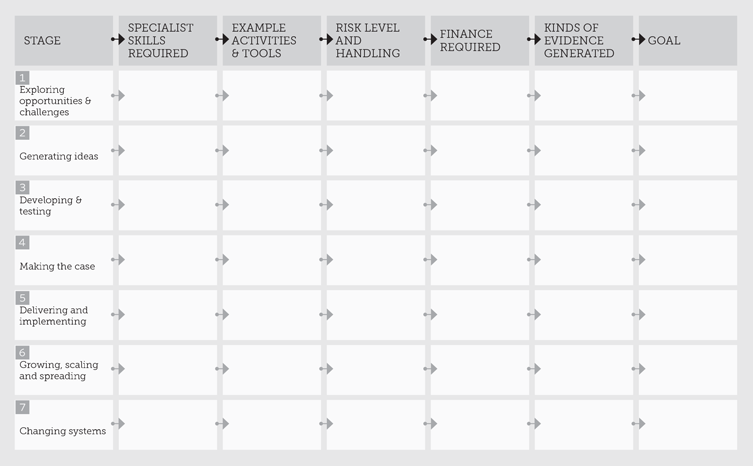 STAGE
SPECIALIST
SKILLS
REQUIRED
EXAMPLE
ACTIVITIES
& TOOLS
RISK LEVEL
AND
HANDLING
FINANCE
REQUIRED
KINDS OF
EVIDENCE
GENERATED
GOAL
1
Exploring
opportunities &
challenges
2
Generating ideas
3
Developing &
testing
4
Making the case
5
Delivering and
implementing
6
Growing, scaling
and spreading
7
Changing systems